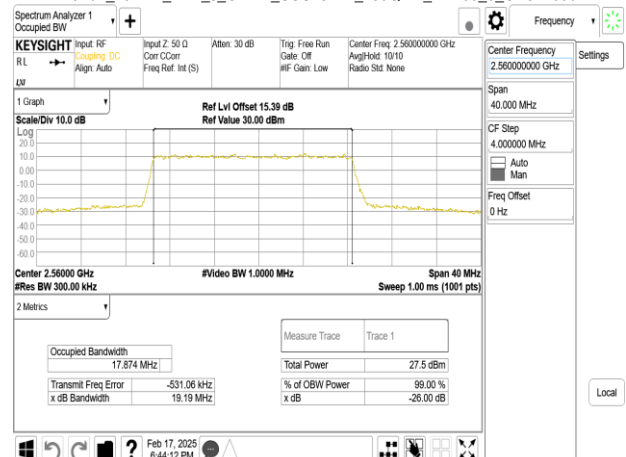 Spectrum Analyzer 1
Occupied BW
Frequency
KEYSIGHT
RL
LXI
Input: RF
Coupling: DC
Align: Auto
Input Z: 50 Ω
Corr CCorr
Freq Ref: Int (S)
Atten: 30 dB
Trig: Free Run
Gate: Off
#IF Gain: Low
Center Freq: 2.560000000 GHz
Avg|Hold: 10/10
Radio Std: None
Center Frequency
2.560000000 GHz
Settings
Span
40.000 MHz
CF Step
4.000000 MHz
Auto
Man
Freq Offset
0 Hz
Local
1 Graph
Scale/Div 10.0 dB
Ref Lvl Offset 15.39 dB
Ref Value 30.00 dBm
Log
20.0
10.0
0.00
-10.0
-20.0
-30.0
-40.0
-50.0
-60.0
Center 2.56000 GHz
#Video BW 1.0000 MHz
Span 40 MHz
#Res BW 300.00 kHz
Sweep 1.00 ms (1001 pts)
2 Metrics
Measure Trace Trace 1
Occupied Bandwidth
17.874 MHz
Total Power 27.5 dBm
Transmit Freq Error -531.06 kHz
% of OBW Power 99.00 %
x dB Bandwidth 19.19 MHz
x dB -26.00 dB
?
Feb 17, 2025
6:44:12 PM